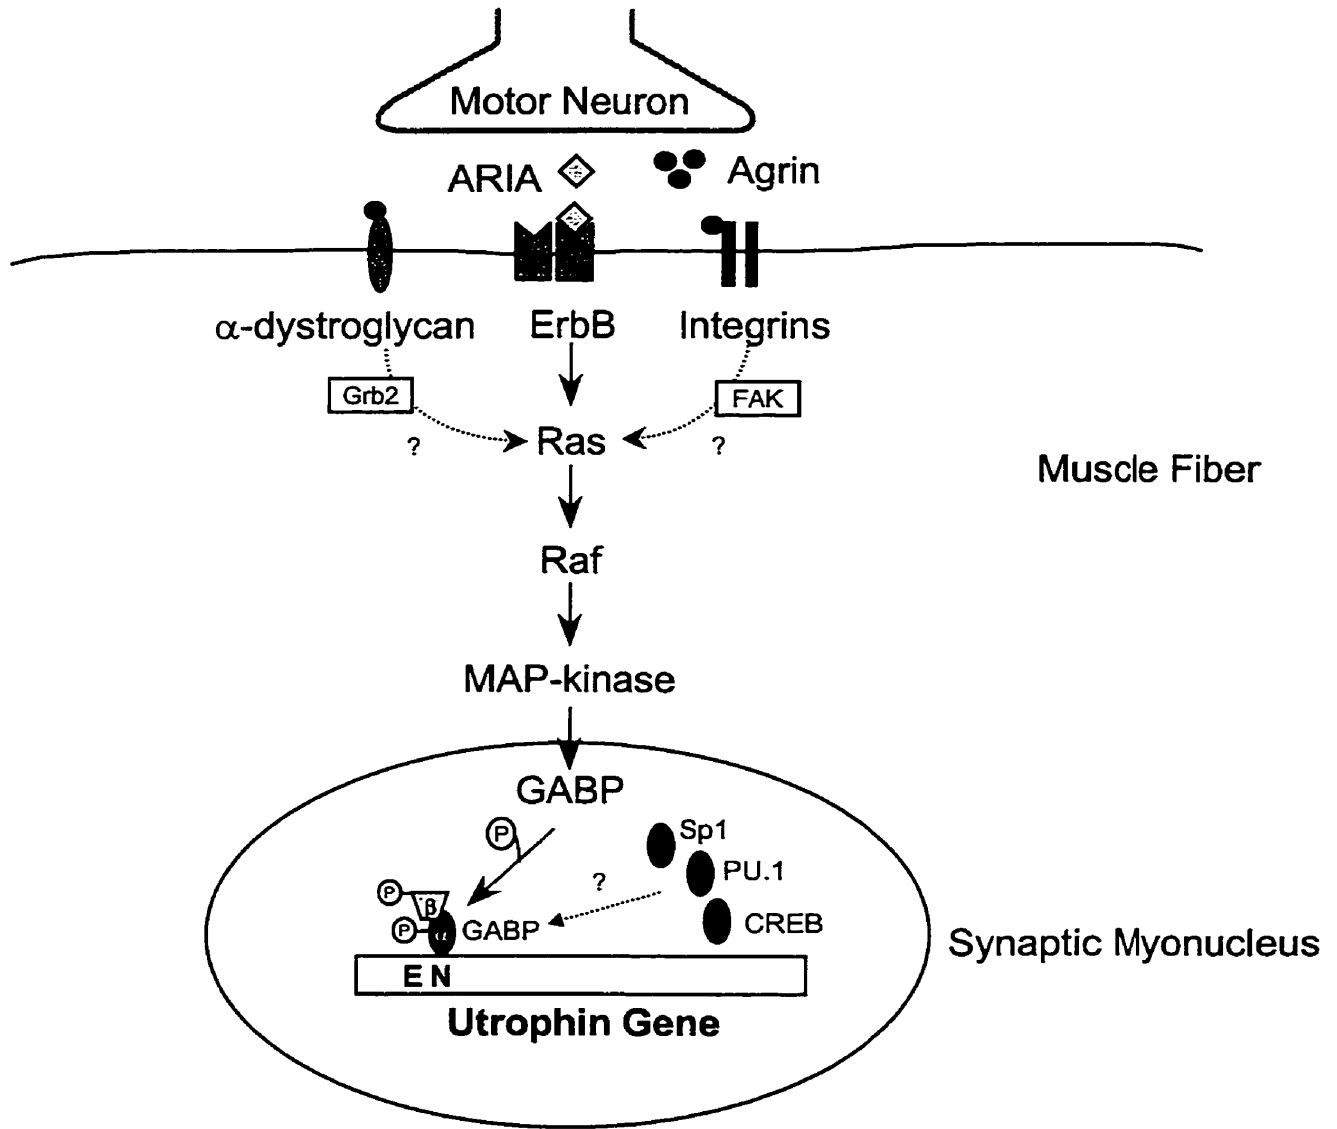 Motor Neuron
ARIA
Agrin
α-dystroglycan
ErbB
Integrins
Grb2
FAK
?
Ras
?
Muscle Fiber
Raf
MAP-kinase
GABP
P
Sp1
PU.1
?
P
β
P
α
GABP
CREB
Synaptic Myonucleus
E N
Utrophin Gene